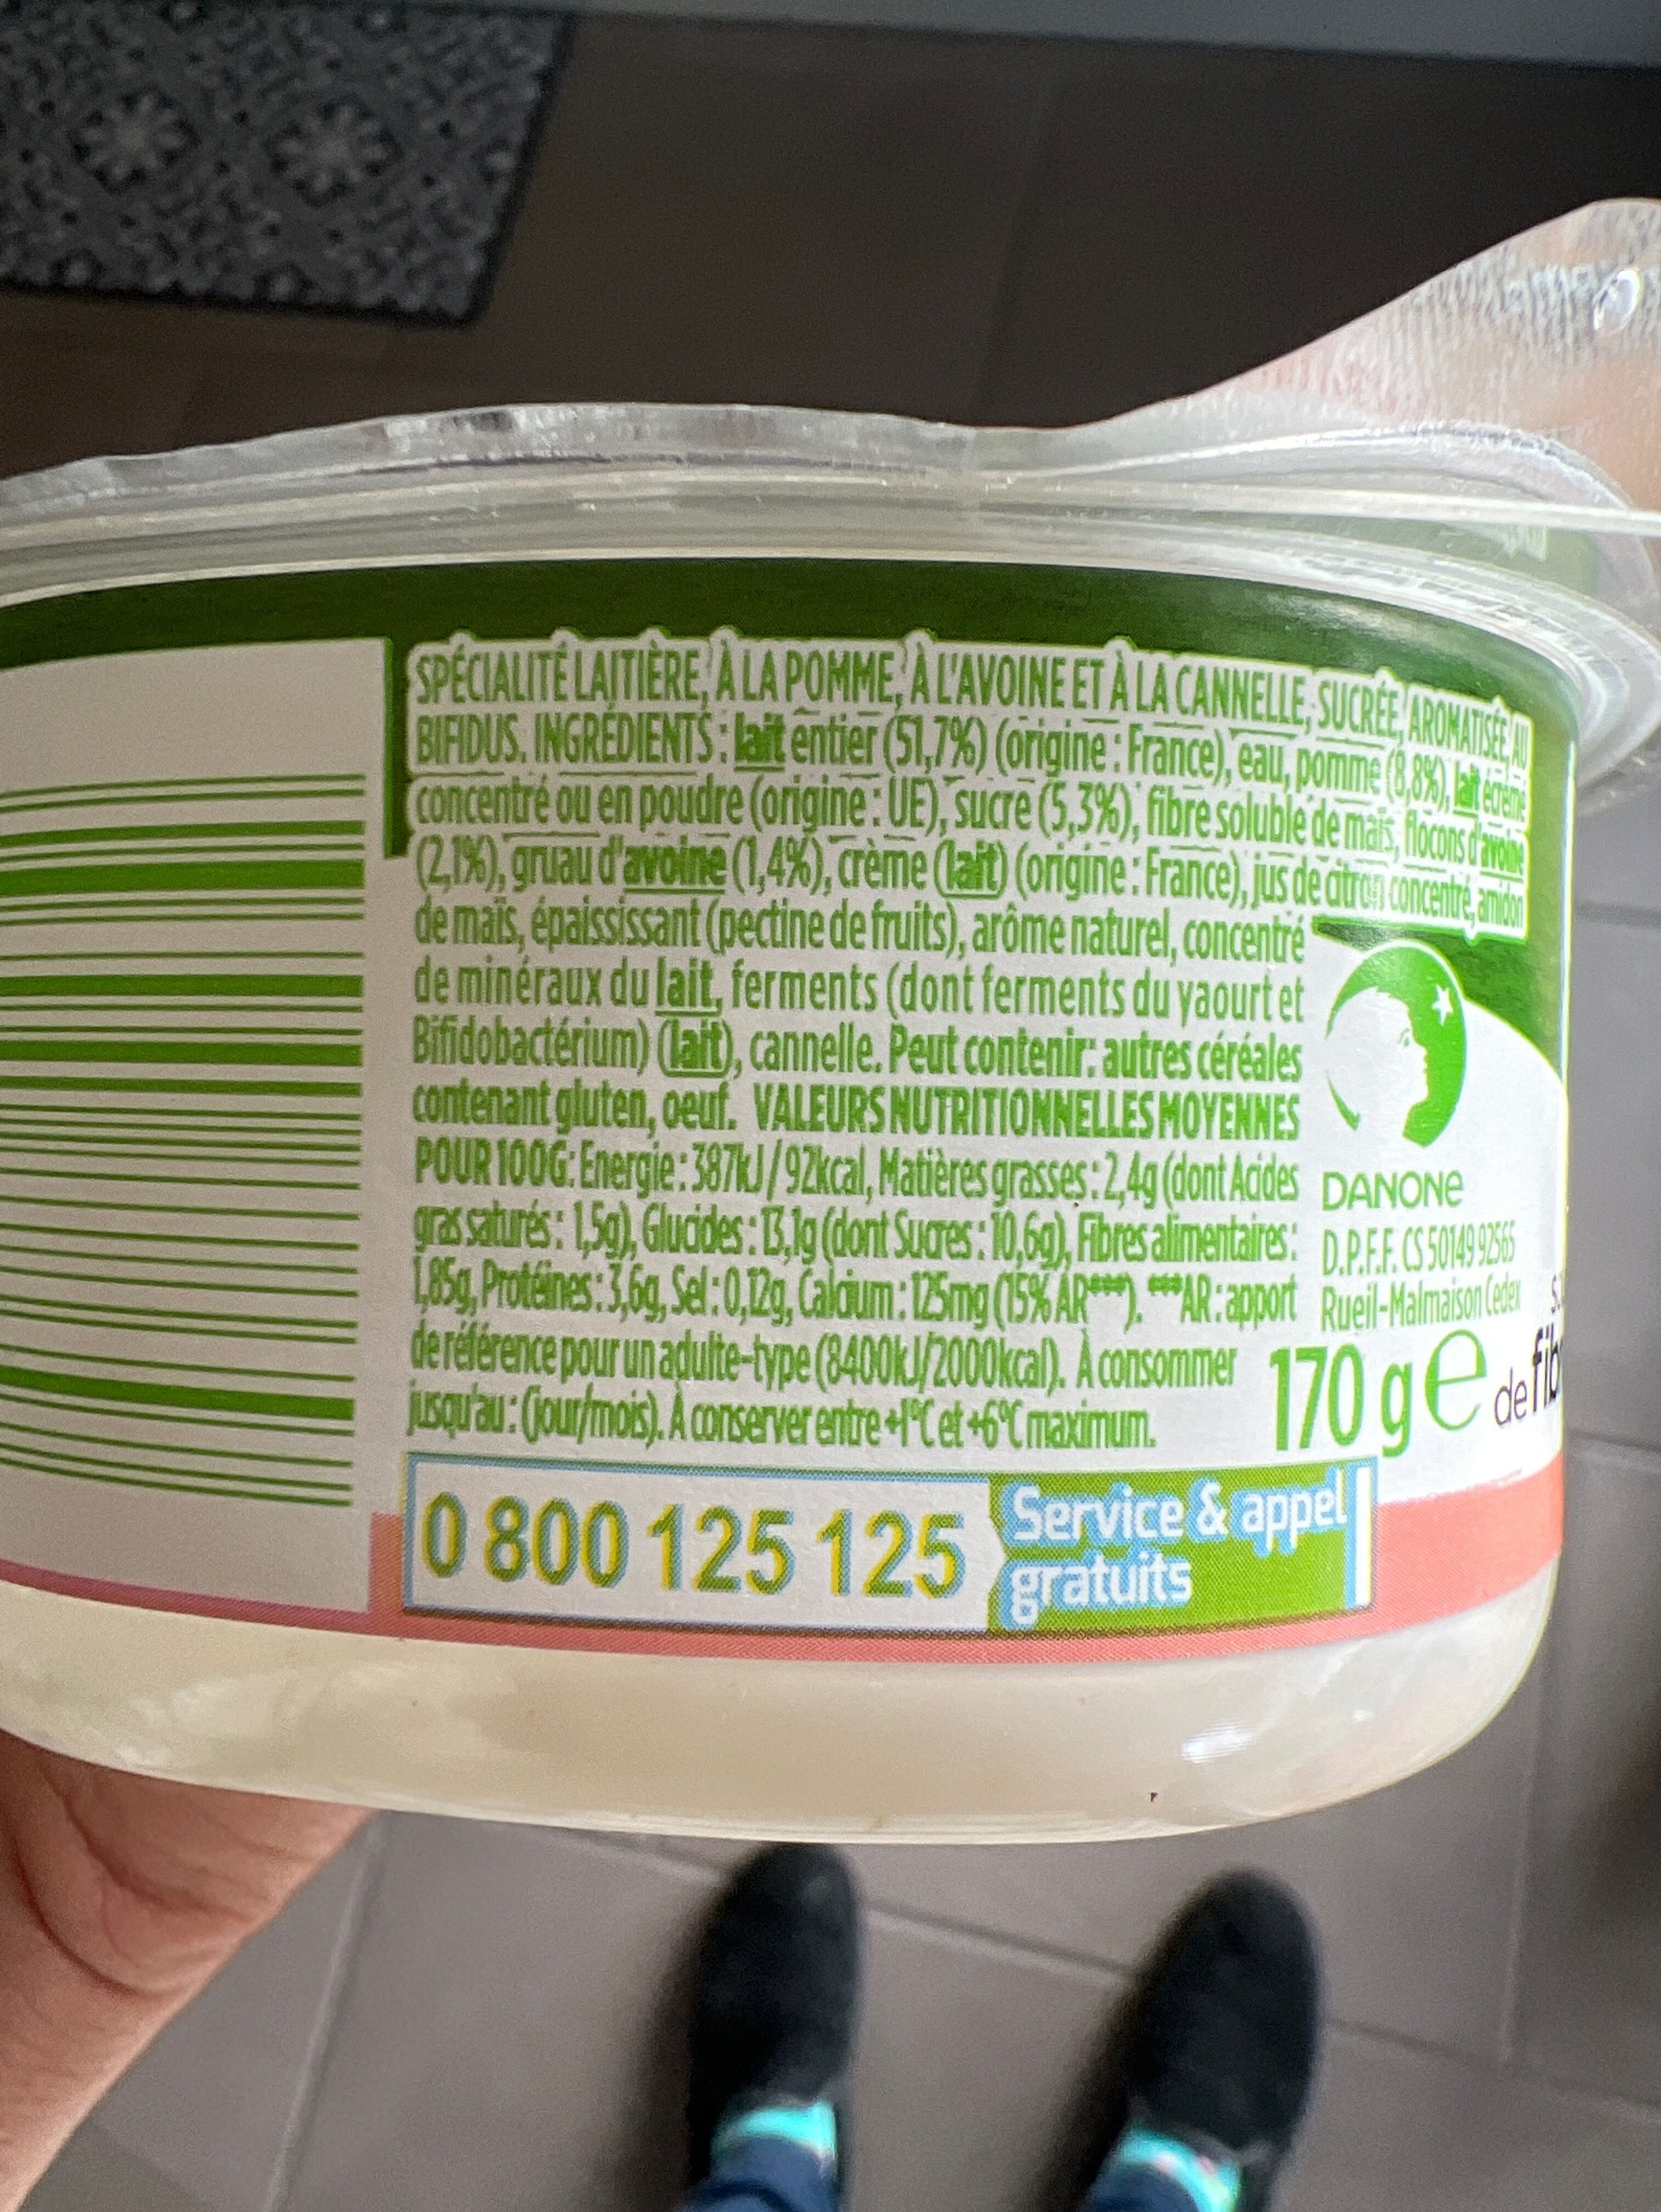 SPÉCIALITÉ LAITIÈRE, À LA POMME, À L'AVOINE ET À LA CANNELLE, SUCRÉE, AROMATISÉE, AU
BIFIDUS. INGRÉDIENTS : lait entier (51,7%) (origine : France), eau, pomme (8,8%), lait écrémé
concentré ou en poudre (origine : UE), sucre (5,3%), fibre soluble de maïs, flocons d'avoine
(2,1%), gruau d'avoine (1,4%), crème (lait) (origine : France), jus de citron concentré, amidon
de maïs, épaississant (pectine de fruits), arôme naturel, concentré
de minéraux du lait, ferments (dont ferments du yaourt et
Bifidobactérium) (lait), cannelle. Peut contenir: autres céréales
contenant gluten, oeuf. VALEURS NUTRITIONNELLES MOYENNES
POUR 100G: Energie : 387kJ / 92kcal, Matières grasses : 2,4g (dont Acides
gras saturés : 1,5g), Glucides : 13,1g (dont Sucres : 10,6g), Fibres alimentaires :
1,85g, Protéines : 3,6g, Sel : 0,12g, Calcium : 125mg (15% AR***). ***AR : apport
de référence pour un adulte-type (8400kJ/2000kcal). À consommer
jusqu'au : (jour/mois). À conserver entre +1°C et +6°C maximum.
DANONE
D.P.F.F. CS 50149 92565
Rueil-Malmaison Cedex
170 g e
de fib
0 800 125 125
Service & appel
gratuits